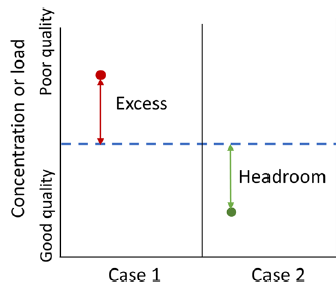 Concentration or load
Poor quality
Good quality
Excess
Headroom
Case 1
Case 2